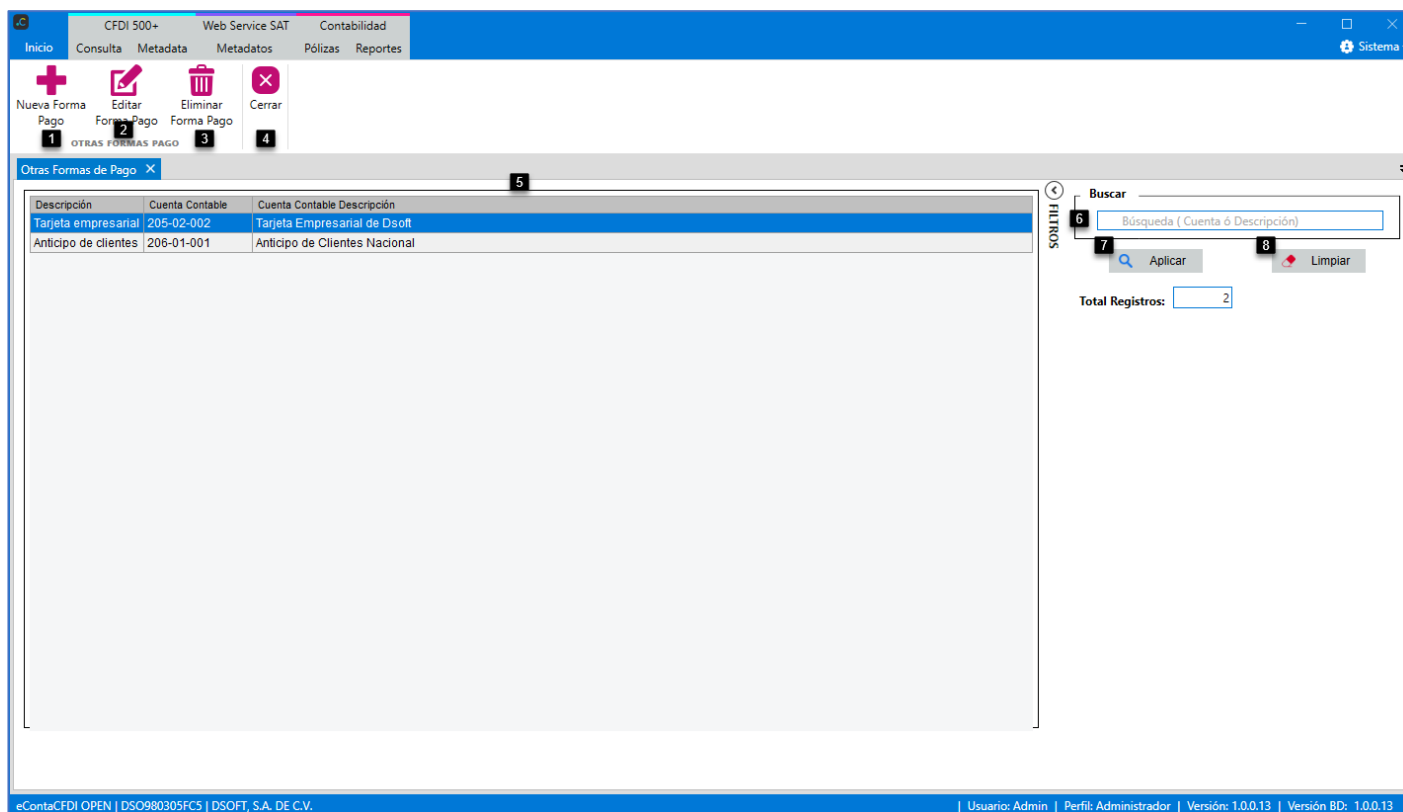 .C
CFDI 500+ Web Service SAT Contabilidad
Inicio Consulta Metadata Metadatos Pólizas Reportes Sistema
Nueva Forma Pago
Editar Forma Pago
Eliminar Forma Pago
Cerrar
1 2 3 4
OTRAS FORMAS PAGO
Otras Formas de Pago
5
Descripción Cuenta Contable Cuenta Contable Descripción
Tarjeta empresarial 205-02-002 Tarjeta Empresarial de Dsoft
Anticipo de clientes 206-01-001 Anticipo de Clientes Nacional
FILTROS
Buscar
6 Búsqueda ( Cuenta ó Descripción)
7 Aplicar 8 Limpiar
Total Registros: 2
eContaCFDI OPEN | DSO980305FC5 | DSOFT, S.A. DE C.V. | Usuario: Admin | Perfil: Administrador | Versión: 1.0.0.13 | Versión BD: 1.0.0.13